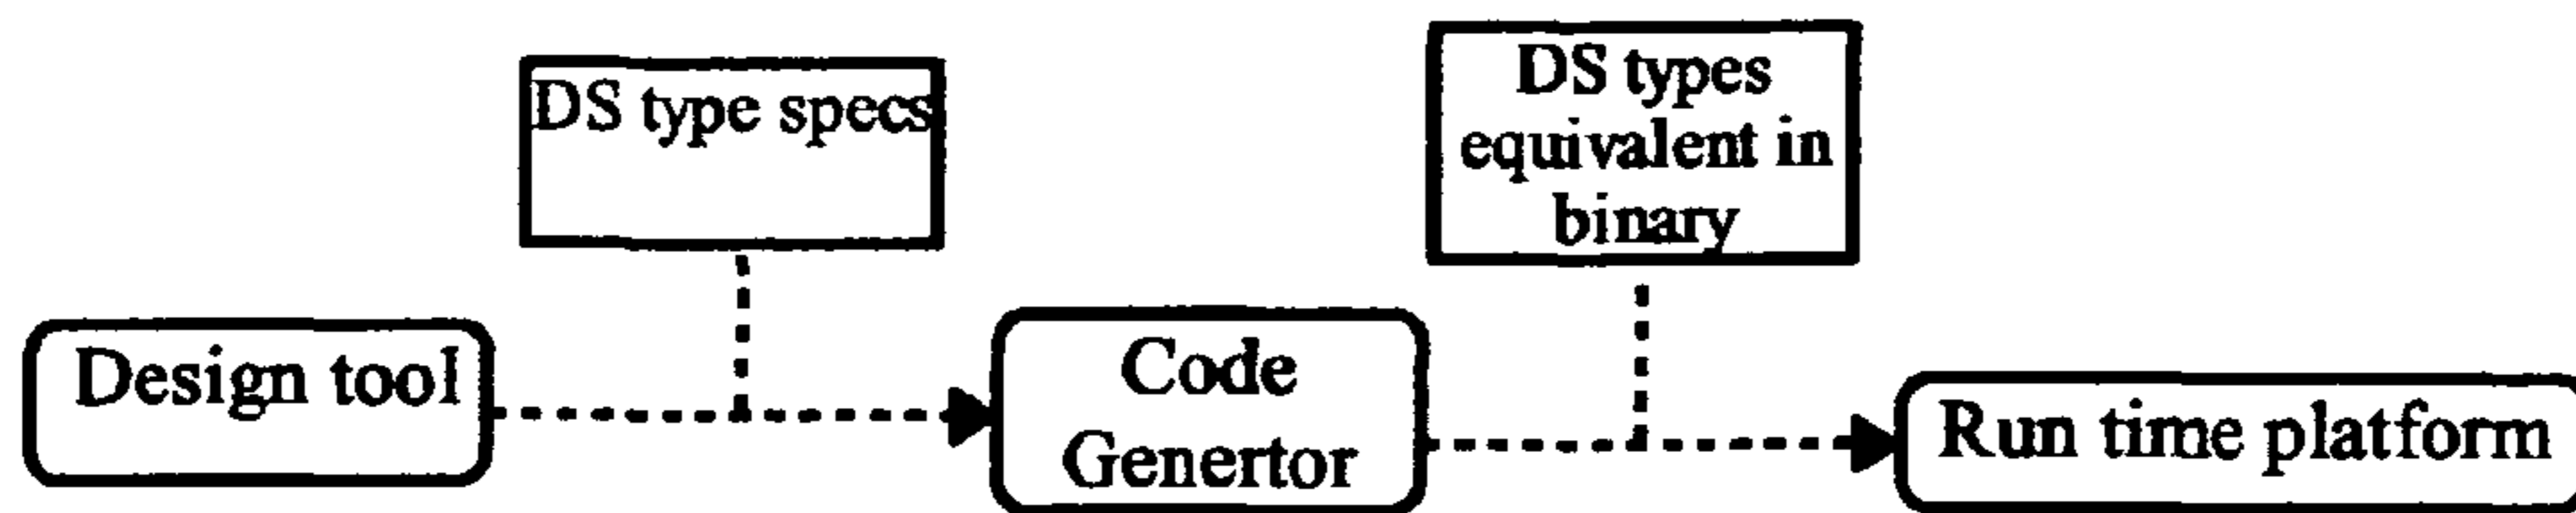 DS type specs
DS types
equivalent in
binary
Design tool
Code
Genertor
Run time platform